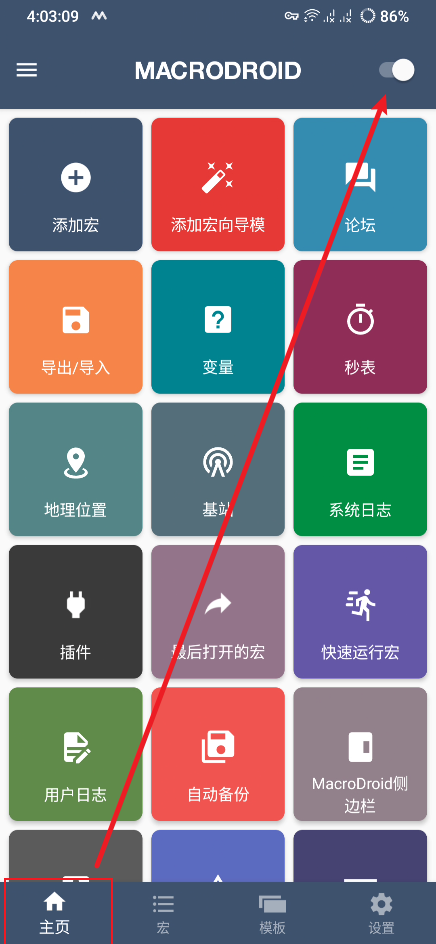 4:03:09
86%
MACRODROID
添加宏
添加宏向导模
论坛
导出/导入
变量
秒表
地理位置
基站
系统日志
插件
最后打开的宏
快速运行宏
用户日志
自动备份
MacroDroid侧
边栏
主页
宏
模板
设置